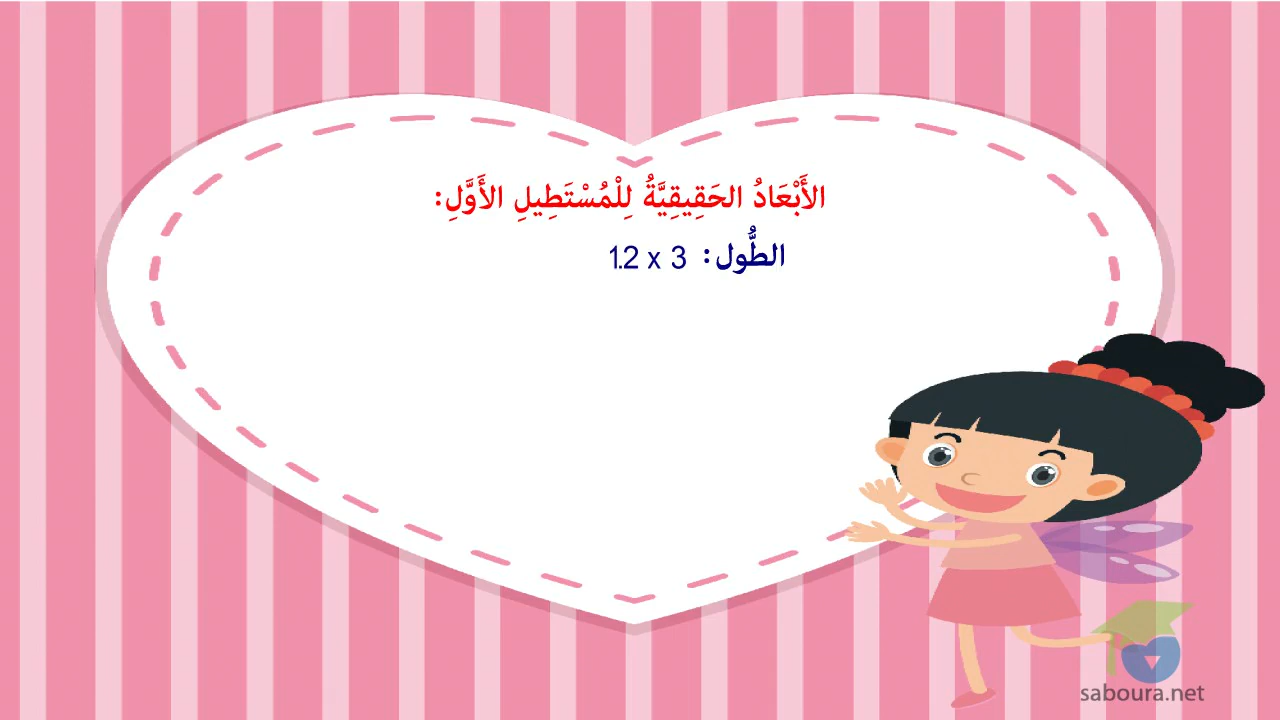 الأَبْعَادُ الحَقِيقِيَّةُ لِلْمُسْتَطِيلِ الأَوَّلِ:
الطُّول: 3 x 1.2
saboura.net